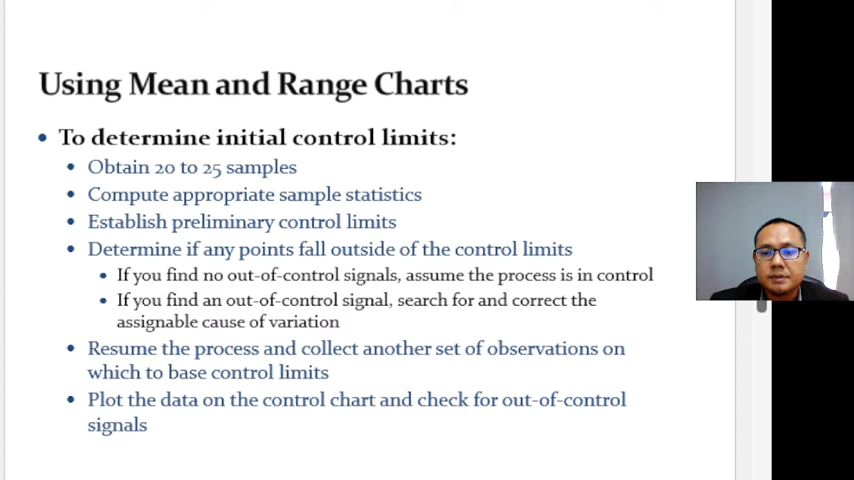 Using Mean and Range Charts
• To determine initial control limits:
• Obtain 20 to 25 samples
• Compute appropriate sample statistics
• Establish preliminary control limits
• Determine if any points fall outside of the control limits
• If you find no out-of-control signals, assume the process is in control
• If you find an out-of-control signal, search for and correct the
assignable cause of variation
• Resume the process and collect another set of observations on
which to base control limits
• Plot the data on the control chart and check for out-of-control
signals